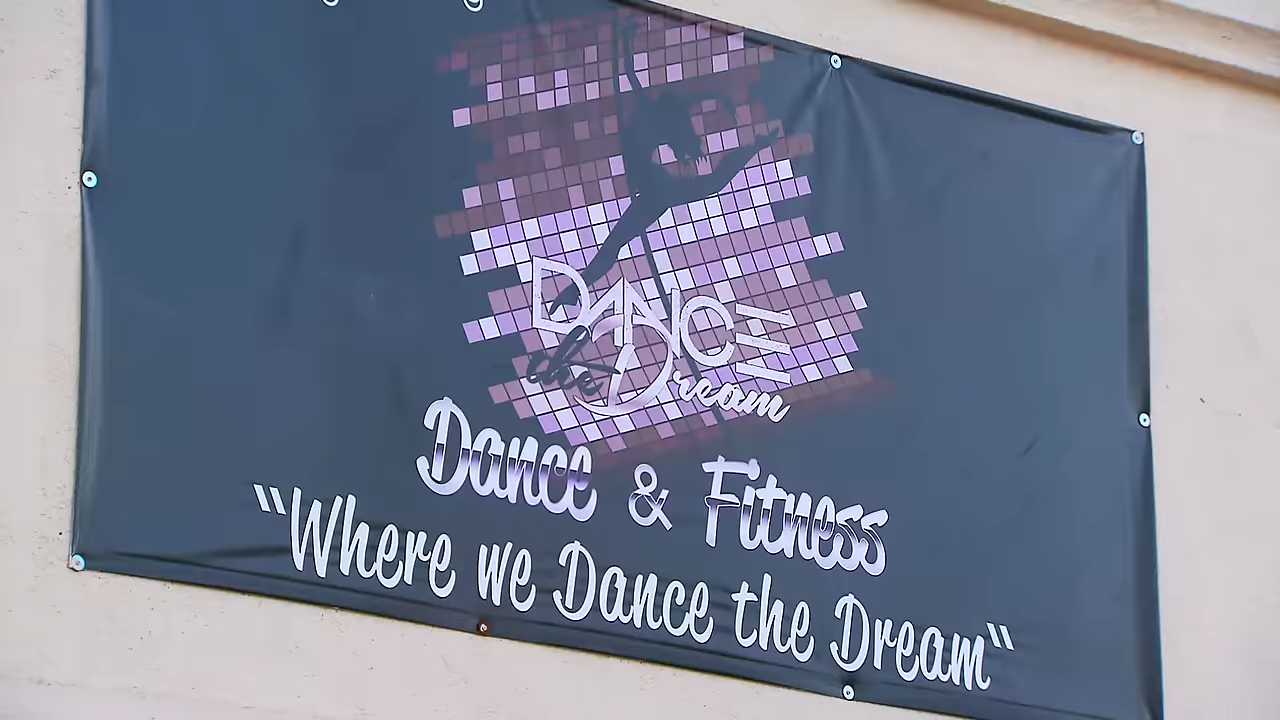 DANCE
the Dream
Dance & Fitness
“Where we Dance the Dream“